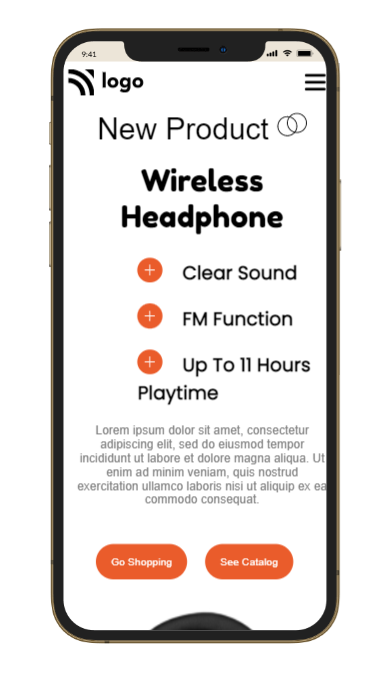 9:41
logo
New Product
Wireless
Headphone
Clear Sound
FM Function
Up To 11 Hours
Playtime
Lorem ipsum dolor sit amet, consectetur
adipiscing elit, sed do eiusmod tempor
incididunt ut labore et dolore magna aliqua. Ut
enim ad minim veniam, quis nostrud
exercitation ullamco laboris nisi ut aliquip ex ea
commodo consequat.
Go Shopping See Catalog